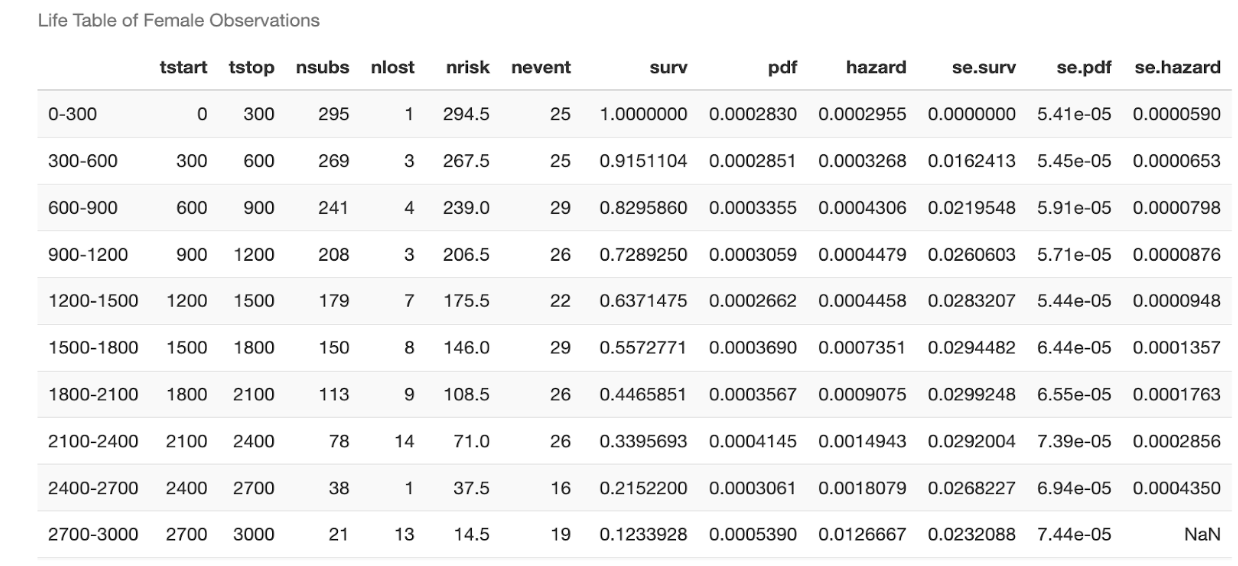 Life Table of Female Observations
tstart tstop nsubs nlost nrisk nevent surv pdf hazard se.surv se.pdf se.hazard
0-300 0 300 295 1 294.5 25 1.0000000 0.0002830 0.0002955 0.0000000 5.41e-05 0.0000590
300-600 300 600 269 3 267.5 25 0.9151104 0.0002851 0.0003268 0.0162413 5.45e-05 0.0000653
600-900 600 900 241 4 239.0 29 0.8295860 0.0003355 0.0004306 0.0219548 5.91e-05 0.0000798
900-1200 900 1200 208 3 206.5 26 0.7289250 0.0003059 0.0004479 0.0260603 5.71e-05 0.0000876
1200-1500 1200 1500 179 7 175.5 22 0.6371475 0.0002662 0.0004458 0.0283207 5.44e-05 0.0000948
1500-1800 1500 1800 150 8 146.0 29 0.5572771 0.0003690 0.0007351 0.0294482 6.44e-05 0.0001357
1800-2100 1800 2100 113 9 108.5 26 0.4465851 0.0003567 0.0009075 0.0299248 6.55e-05 0.0001763
2100-2400 2100 2400 78 14 71.0 26 0.3395693 0.0004145 0.0014943 0.0292004 7.39e-05 0.0002856
2400-2700 2400 2700 38 1 37.5 16 0.2152200 0.0003061 0.0018079 0.0268227 6.94e-05 0.0004350
2700-3000 2700 3000 21 13 14.5 19 0.1233928 0.0005390 0.0126667 0.0232088 7.44e-05 NaN